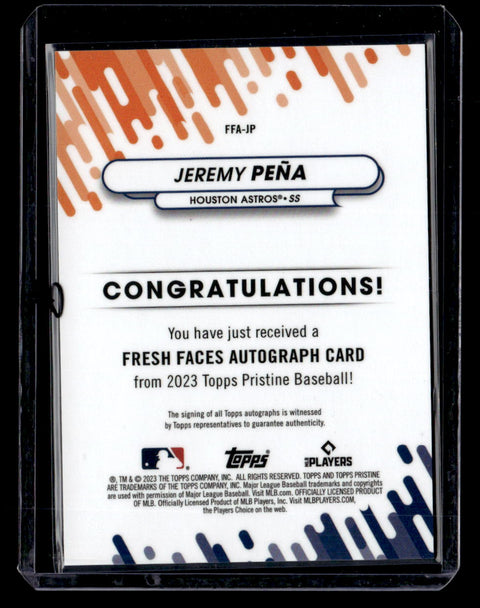 FFA-JP
JEREMY PEÑA
HOUSTON ASTROS® • SS
CONGRATULATIONS!
You have just received a
FRESH FACES AUTOGRAPH CARD
from 2023 Topps Pristine Baseball!
The signing of all Topps autographs is witnessed
by Topps representatives to guarantee authenticity.
Topps
MLB PLAYERS
®, TM & © 2023 THE TOPPS COMPANY, INC. ALL RIGHTS RESERVED. TOPPS AND TOPPS PRISTINE
ARE TRADEMARKS OF THE TOPPS COMPANY, INC. Major League Baseball trademarks and copyrights
are used with permission of Major League Baseball. Visit MLB.com. OFFICIALLY LICENSED PRODUCT
OF MLB. Officially Licensed Product of MLB Players, Inc. Visit MLBPLAYERS.COM,
the Players Choice on the web.